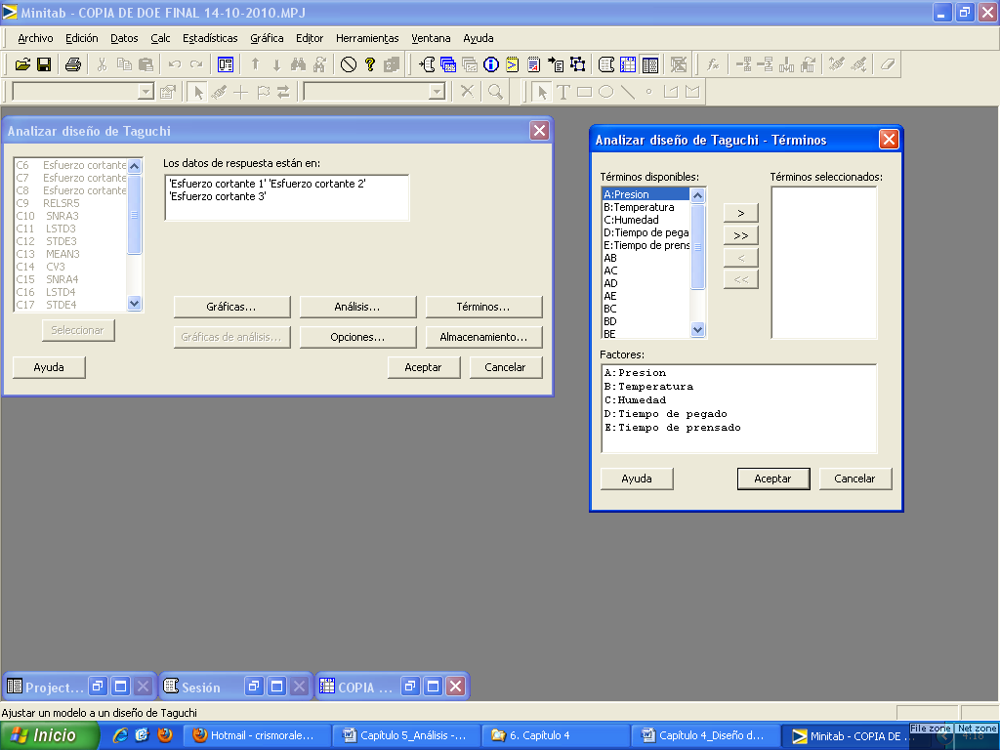 Minitab - COPIA DE DOE FINAL 14-10-2010.MPJ
Archivo Edición Datos Calc Estadísticas Gráfica Editor Herramientas Ventana Ayuda
Analizar diseño de Taguchi
C6 Esfuerzo cortante
C7 Esfuerzo cortante
C8 Esfuerzo cortante
C9 RELSR5
C10 SNRA3
C11 LSTD3
C12 STDE3
C13 MEAN3
C14 CV3
C15 SNRA4
C16 LSTD4
C17 STDE4
Seleccionar
Los datos de respuesta están en:
'Esfuerzo cortante 1' 'Esfuerzo cortante 2'
'Esfuerzo cortante 3'
Gráficas... Análisis... Términos...
Gráficas de análisis... Opciones... Almacenamiento...
Ayuda Aceptar Cancelar
Analizar diseño de Taguchi - Términos
Términos disponibles: Términos seleccionados:
A:Presion
B:Temperatura
C:Humedad
D:Tiempo de pega
E:Tiempo de prens
AB
AC
AD
AE
BC
BD
BE
>
>>
<
<<
Factores:
A:Presion
B:Temperatura
C:Humedad
D:Tiempo de pegado
E:Tiempo de prensado
Ayuda Aceptar Cancelar
Project... Sesión COPIA ...
Ajustar un modelo a un diseño de Taguchi
Inicio Hotmail - crismorale... Capítulo 5_Análisis -... 6. Capítulo 4 Capítulo 4_Diseño d... Minitab - COPIA DE ... File zone Net zone
4:18